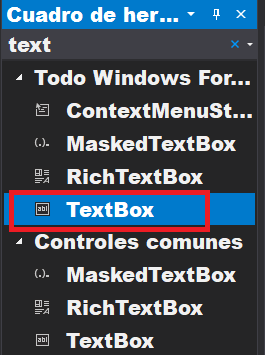 Cuadro de her...
text
Todo Windows For...
ContextMenuSt...
MaskedTextBox
RichTextBox
TextBox
Controles comunes
MaskedTextBox
RichTextBox
TextBox